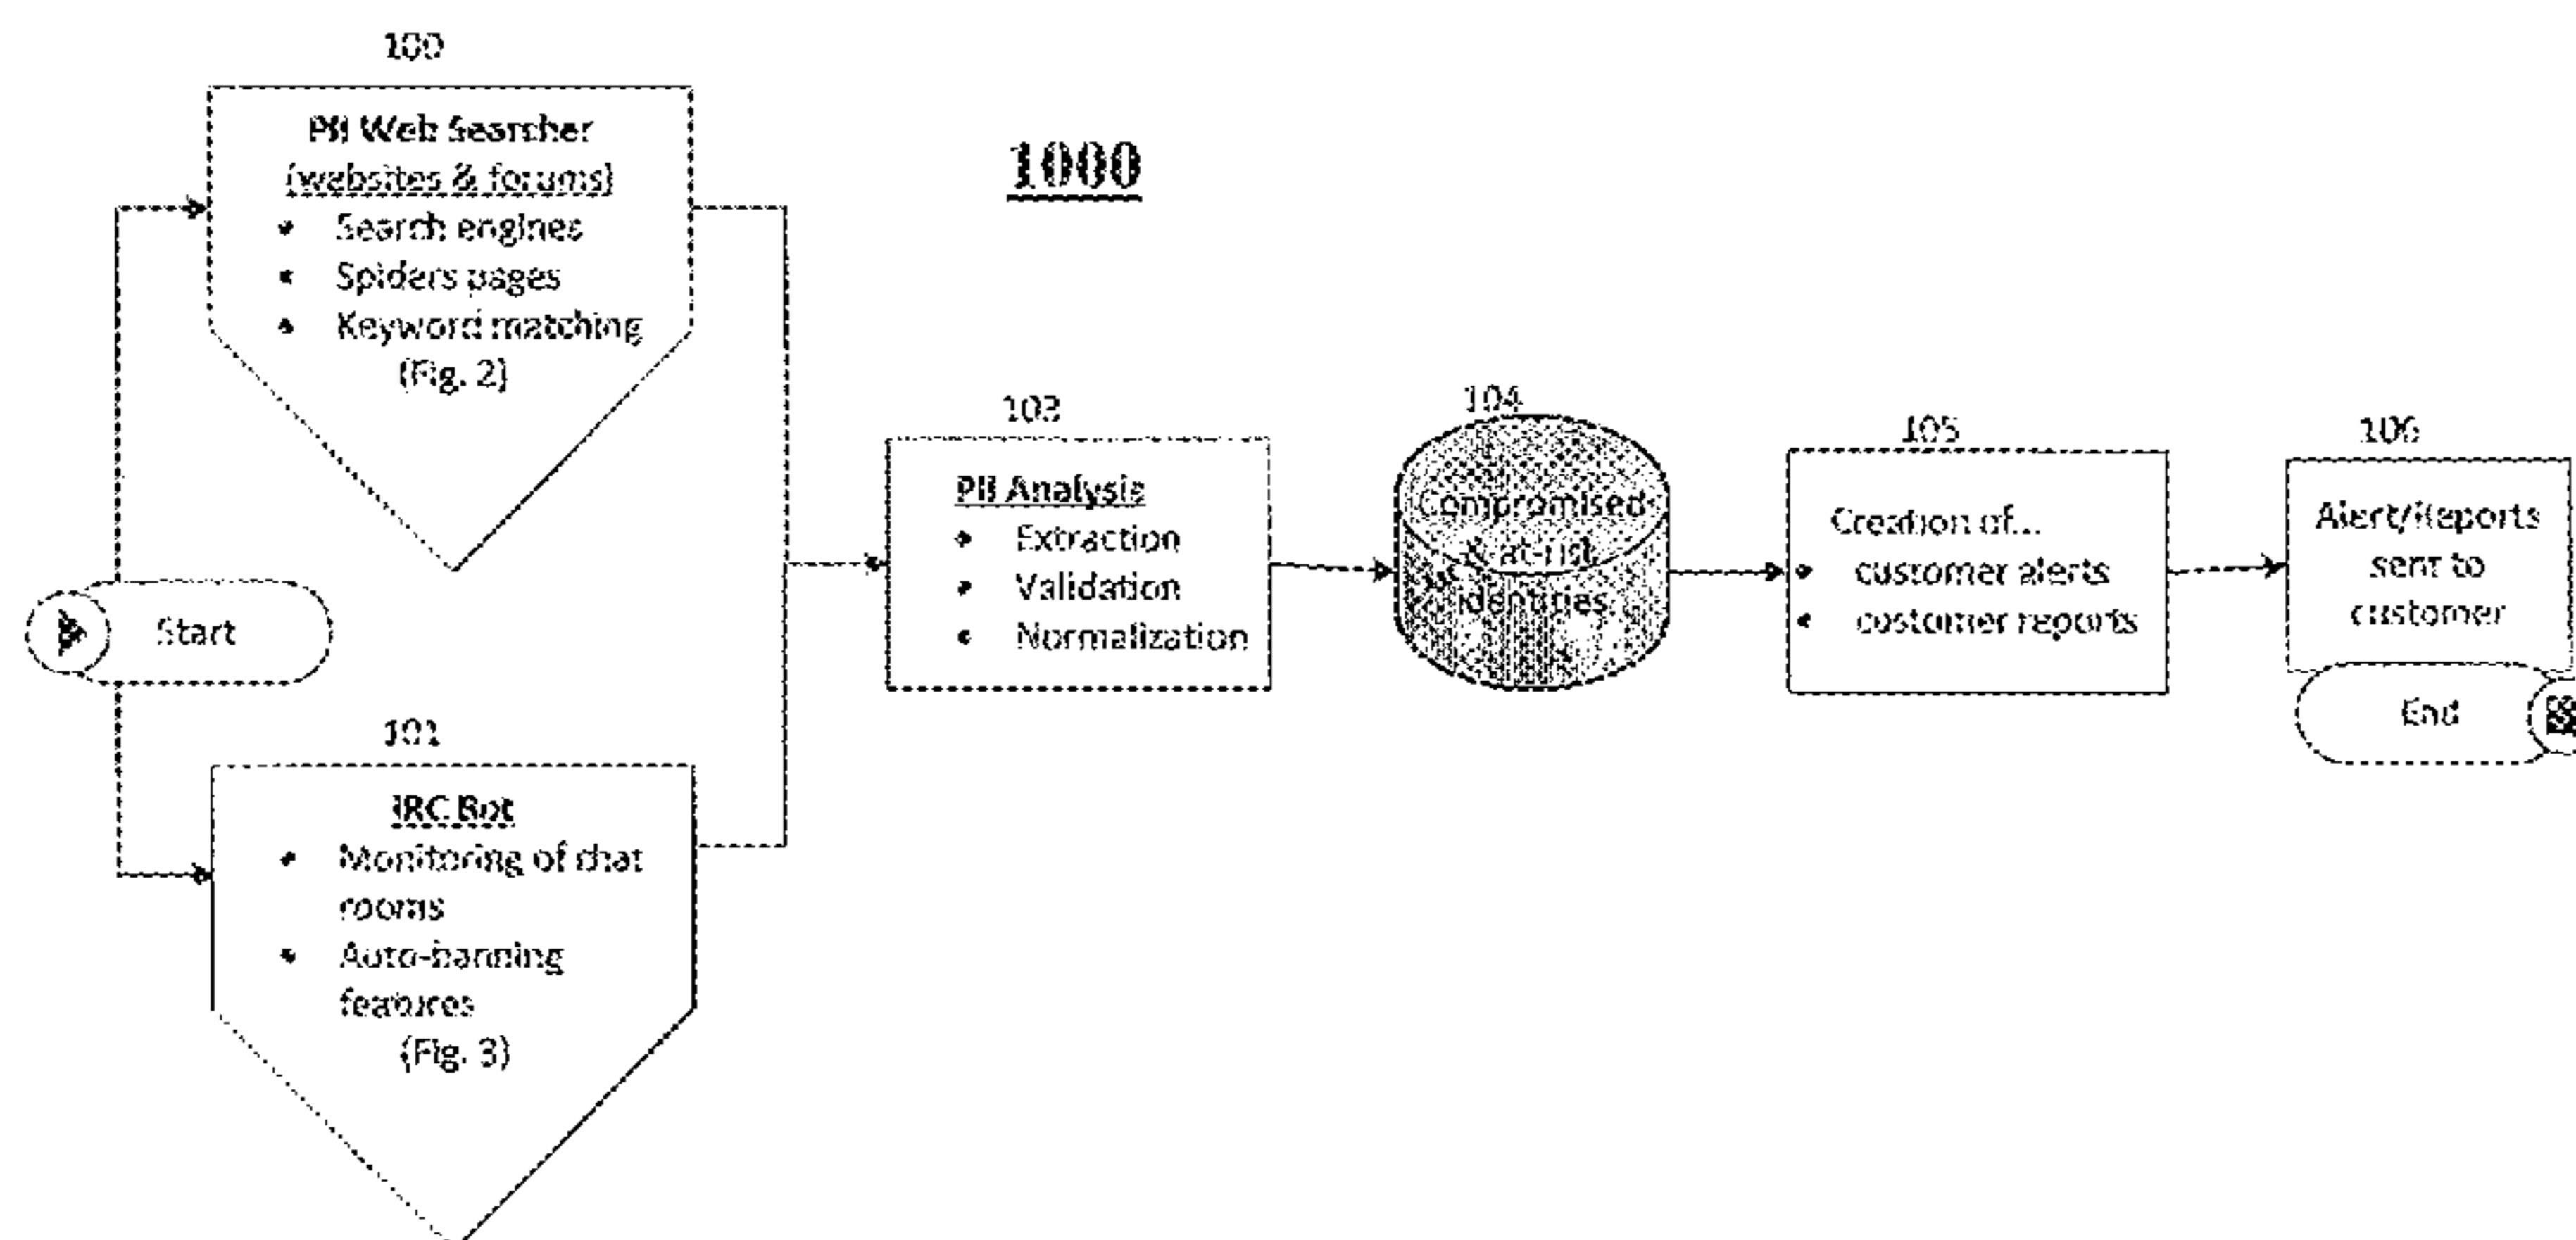 100
PII Web Searcher
(websites & forums)
• Search engines
• Spiders pages
• Keyword matching
(Fig. 2)
1000
Start
101
IRC Bot
• Monitoring of chat
rooms
• Auto-banning
features
(Fig. 3)
103
PII Analysis
• Extraction
• Validation
• Normalization
104
Compromised
& at-risk
identities
105
Creation of...
• customer alerts
• customer reports
106
Alert/Reports
sent to
customer
End